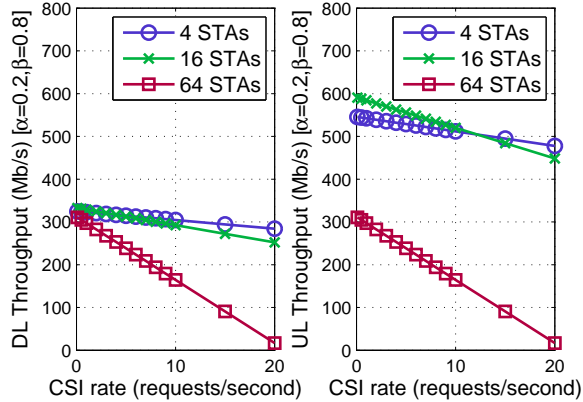 DL Throughput (Mb/s) [α=0.2,β=0.8]
800
700
600
500
400
300
200
100
0
4 STAs
16 STAs
64 STAs
0 10 20
CSI rate (requests/second)
UL Throughput (Mb/s) [α=0.2,β=0.8]
800
700
600
500
400
300
200
100
0
4 STAs
16 STAs
64 STAs
0 10 20
CSI rate (requests/second)